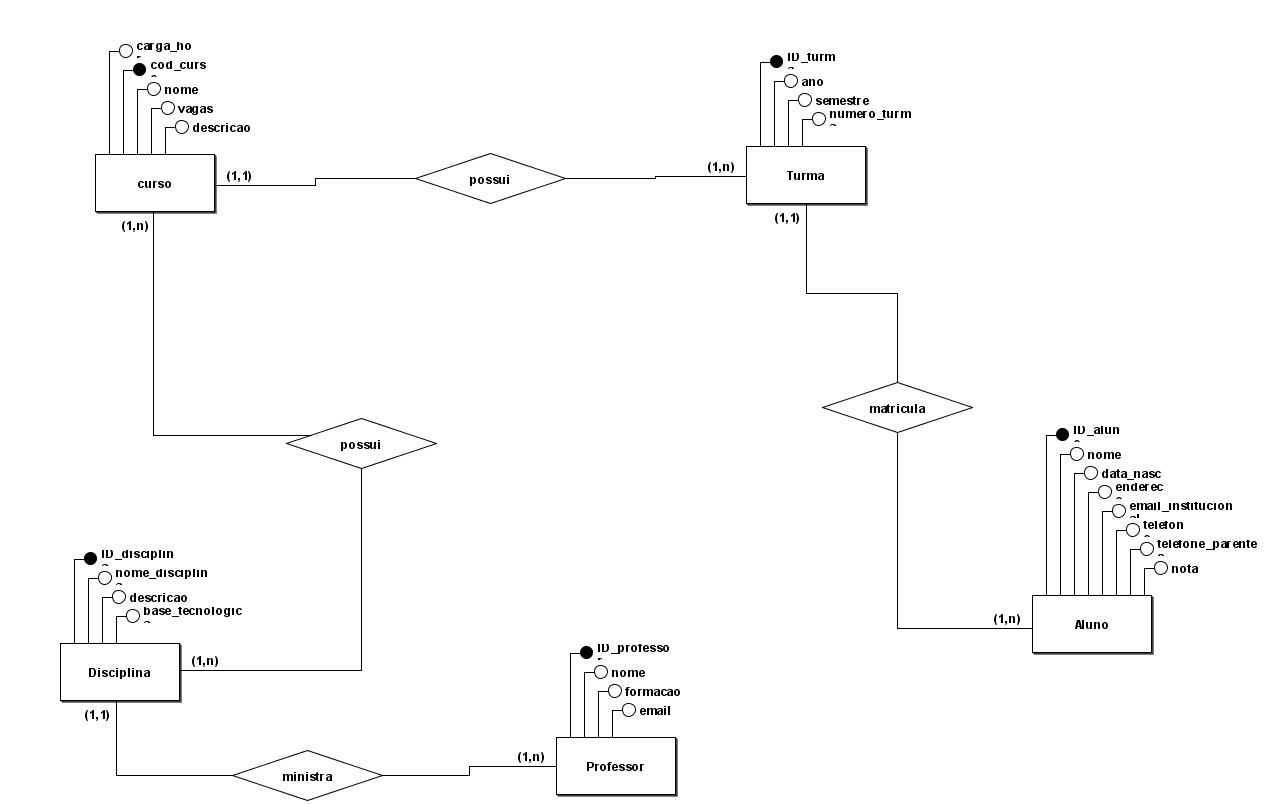 carga_ho
cod_curs
nome
vagas
descricao
curso
(1,1)
(1,n)
possui
(1,n)
ID_turm
ano
semestre
numero_turm
Turma
(1,1)
matricula
ID_alun
nome
data_nasc
enderec
email_institucion
telefon
telefone_parente
nota
(1,n)
Aluno
possui
ID_disciplin
nome_disciplin
descricao
base_tecnologic
Disciplina
(1,n)
(1,1)
ministra
ID_professo
nome
formacao
email
(1,n)
Professor